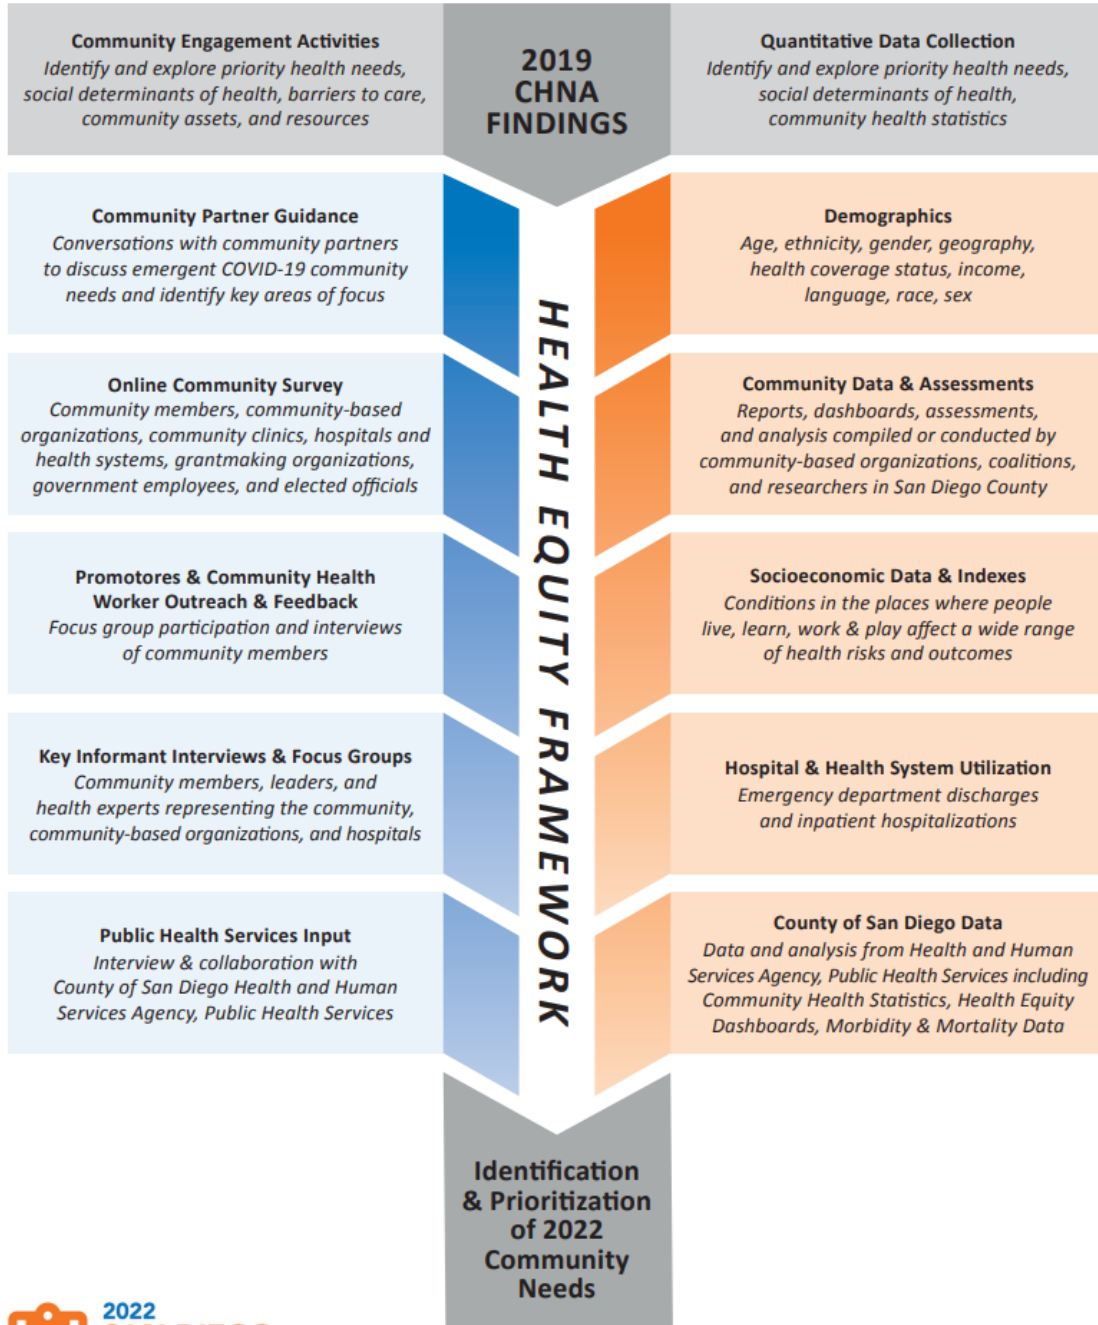 Community Engagement Activities
Identify and explore priority health needs,
social determinants of health, barriers to care,
community assets, and resources
2019
CHNA
FINDINGS
Quantitative Data Collection
Identify and explore priority health needs,
social determinants of health,
community health statistics
Community Partner Guidance
Conversations with community partners
to discuss emergent COVID-19 community
needs and identify key areas of focus
Online Community Survey
Community members, community-based
organizations, community clinics, hospitals and
health systems, grantmaking organizations,
government employees, and elected officials
Promotores & Community Health
Worker Outreach & Feedback
Focus group participation and interviews
of community members
Key Informant Interviews & Focus Groups
Community members, leaders, and
health experts representing the community,
community-based organizations, and hospitals
Public Health Services Input
Interview & collaboration with
County of San Diego Health and Human
Services Agency, Public Health Services
HEALTH EQUITY FRAMEWORK
Demographics
Age, ethnicity, gender, geography,
health coverage status, income,
language, race, sex
Community Data & Assessments
Reports, dashboards, assessments,
and analysis compiled or conducted by
community-based organizations, coalitions,
and researchers in San Diego County
Socioeconomic Data & Indexes
Conditions in the places where people
live, learn, work & play affect a wide range
of health risks and outcomes
Hospital & Health System Utilization
Emergency department discharges
and inpatient hospitalizations
County of San Diego Data
Data and analysis from Health and Human
Services Agency, Public Health Services including
Community Health Statistics, Health Equity
Dashboards, Morbidity & Mortality Data
Identification
& Prioritization
of 2022
Community
Needs
2022